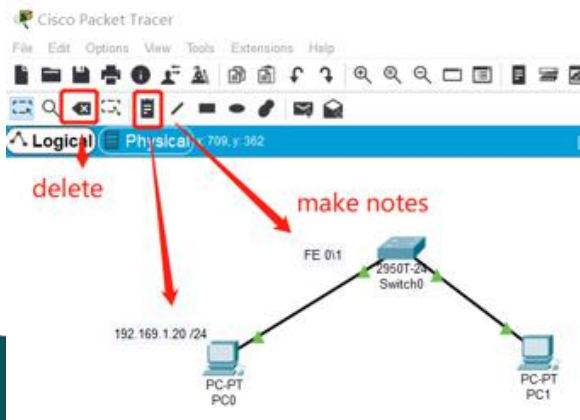 Cisco Packet Tracer
File Edit Options View Tools Extensions Help
Logical Physical x: 709, y: 362
delete
make notes
FE 0\1
2950T-24
Switch0
192.169.1.20 /24
PC-PT
PC0
PC-PT
PC1